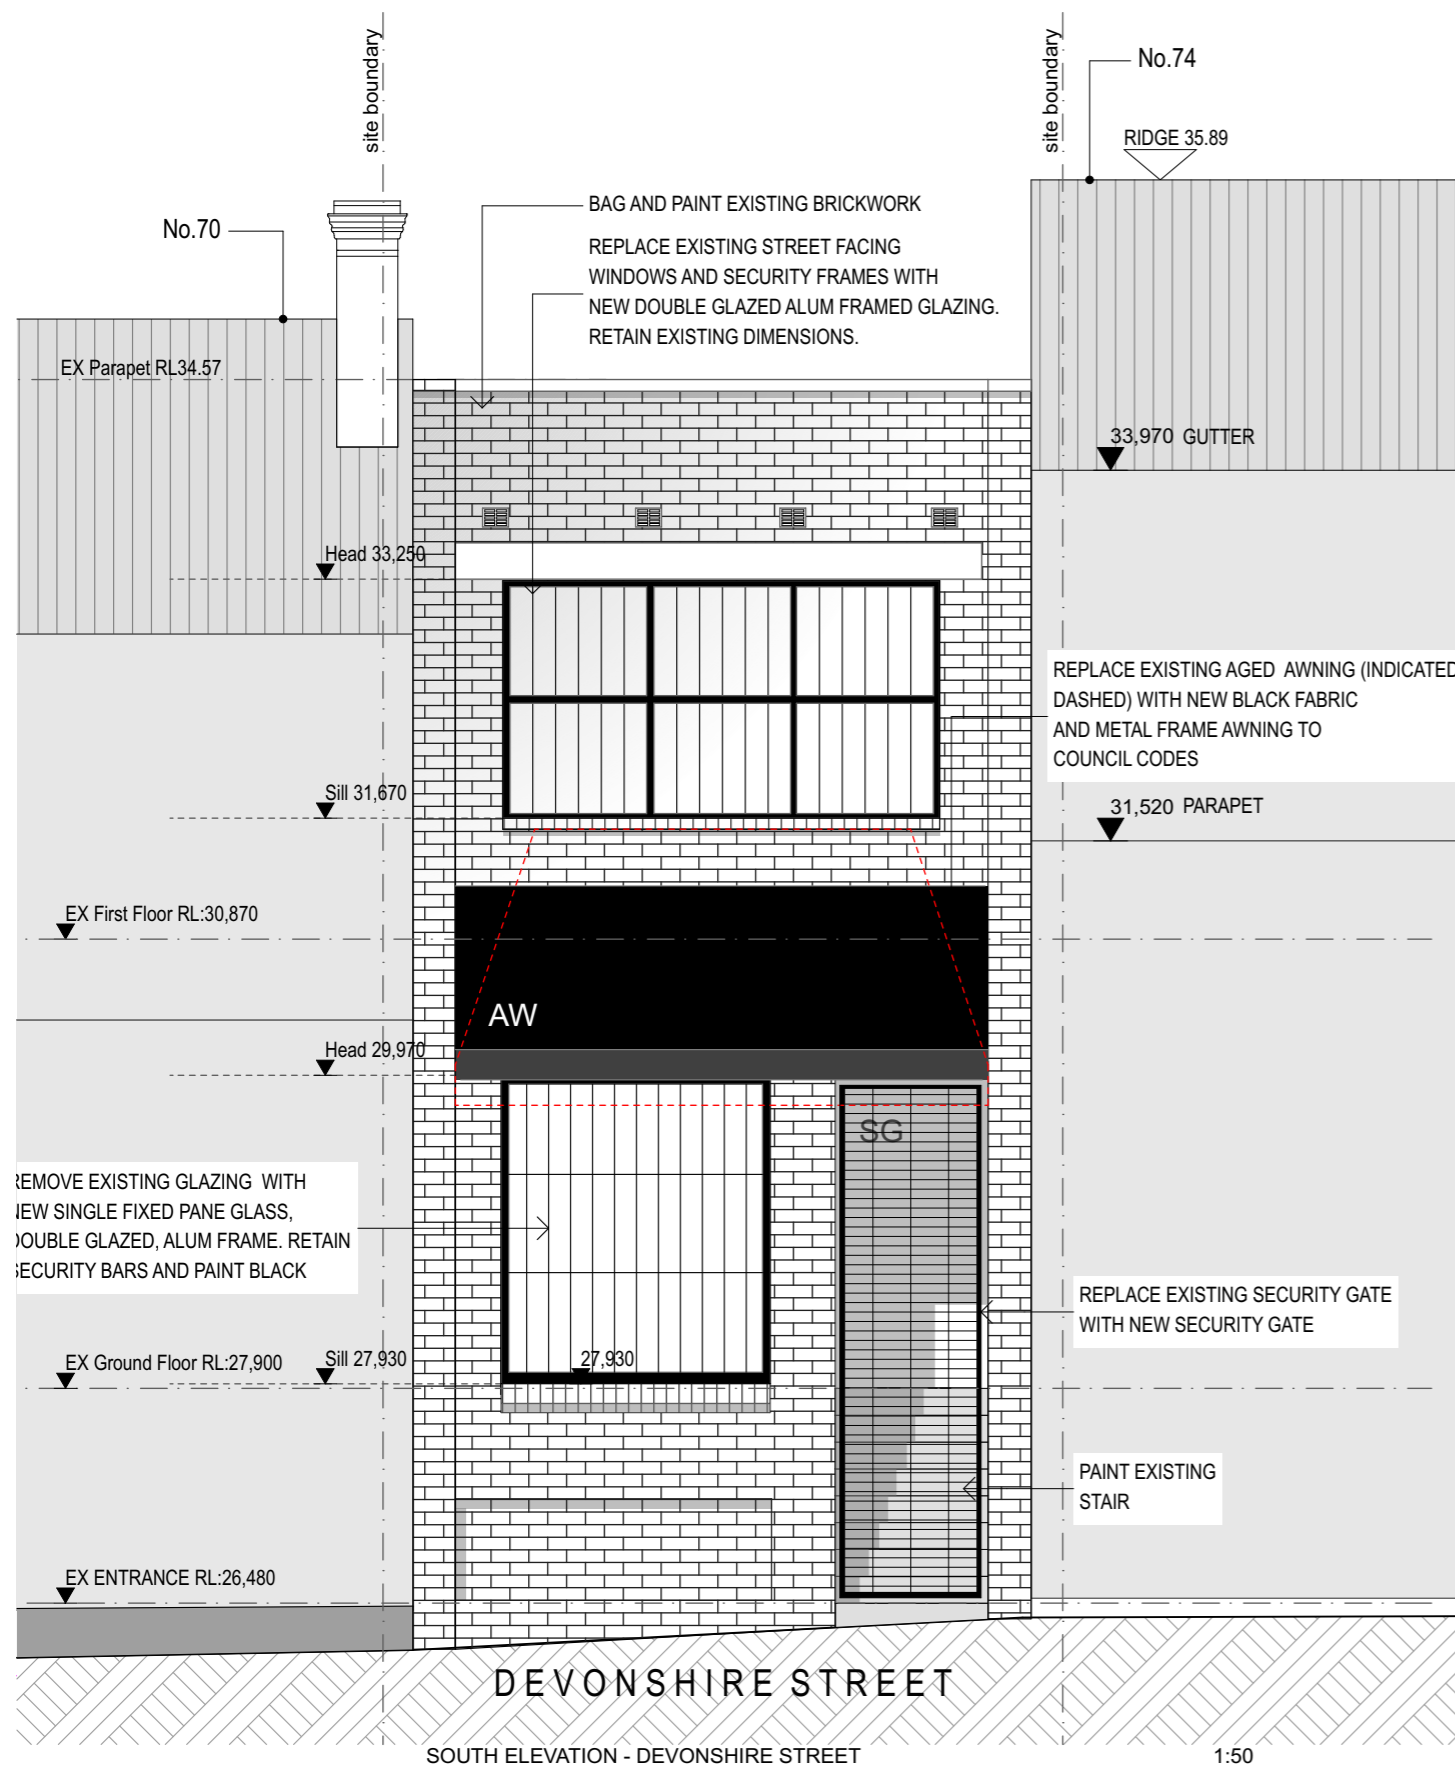 site boundary
site boundary
No.74
RIDGE 35.89
No.70
BAG AND PAINT EXISTING BRICKWORK
REPLACE EXISTING STREET FACING
WINDOWS AND SECURITY FRAMES WITH
NEW DOUBLE GLAZED ALUM FRAMED GLAZING.
RETAIN EXISTING DIMENSIONS.
EX Parapet RL34.57
33,970 GUTTER
Head 33,250
REPLACE EXISTING AGED AWNING (INDICATED
DASHED) WITH NEW BLACK FABRIC
AND METAL FRAME AWNING TO
COUNCIL CODES
Sill 31,670
31,520 PARAPET
EX First Floor RL:30,870
AW
Head 29,970
SG
REMOVE EXISTING GLAZING WITH
NEW SINGLE FIXED PANE GLASS,
DOUBLE GLAZED, ALUM FRAME. RETAIN
SECURITY BARS AND PAINT BLACK
REPLACE EXISTING SECURITY GATE
WITH NEW SECURITY GATE
EX Ground Floor RL:27,900
Sill 27,930
27,930
PAINT EXISTING
STAIR
EX ENTRANCE RL:26,480
DEVONSHIRE STREET
SOUTH ELEVATION - DEVONSHIRE STREET
1:50